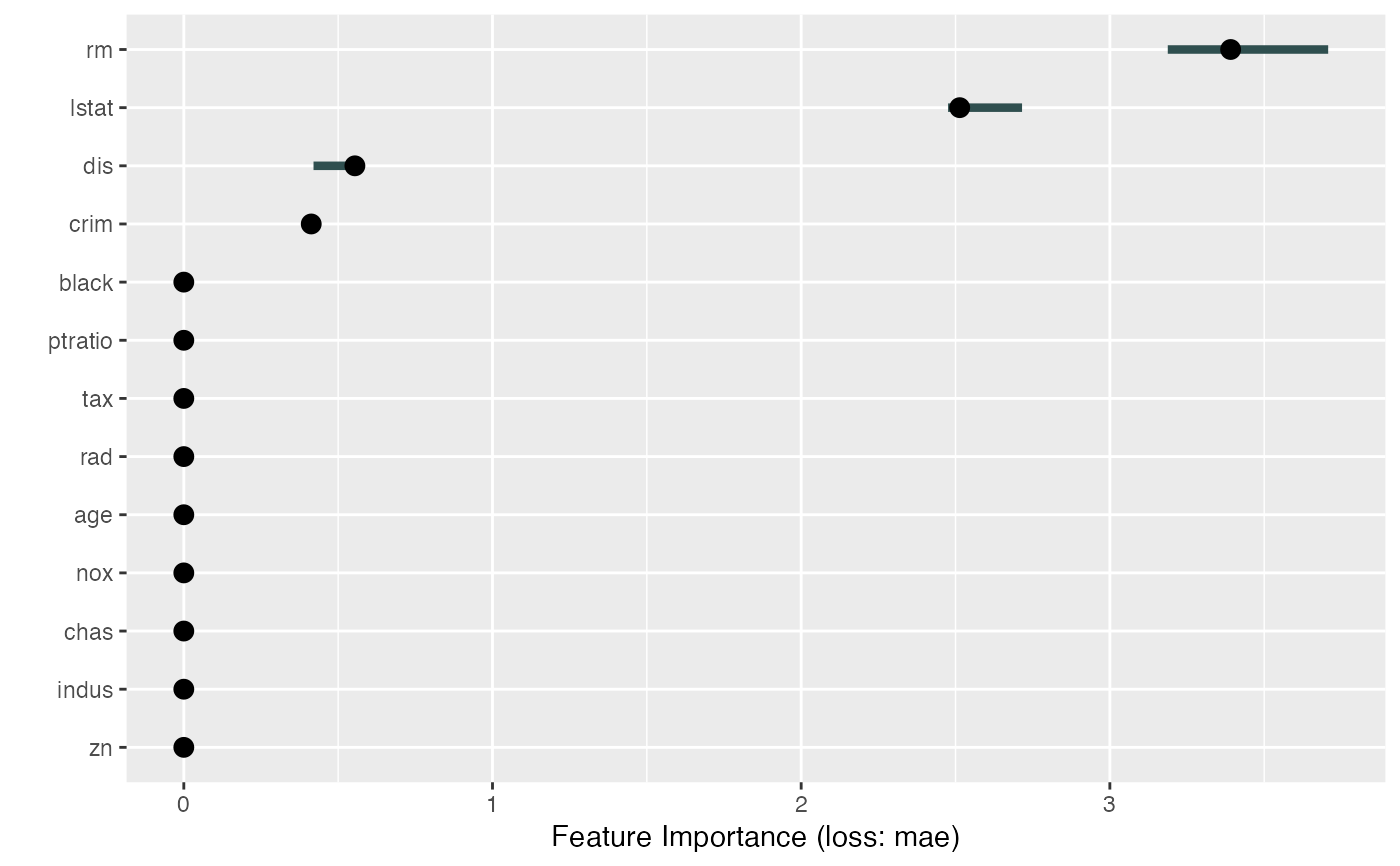 rm
lstat
dis
crim
black
ptratio
tax
rad
age
nox
chas
indus
zn
0 1 2 3
Feature Importance (loss: mae)